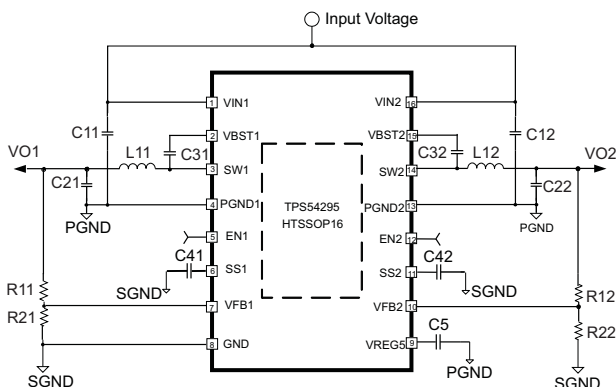 Input Voltage
VIN1
VIN2
1
16
C11
C12
VBST1
VBST2
2
15
VO1
L11
C31
C32
L12
VO2
SW1
SW2
3
14
C21
C22
TPS54295
HTSSOP16
PGND1
PGND2
4
13
PGND
PGND
EN1
EN2
5
12
C41
C42
SS1
SS2
6
11
SGND
SGND
R11
R12
VFB1
VFB2
7
10
R21
R22
C5
GND
VREG5
8
9
SGND
PGND
SGND